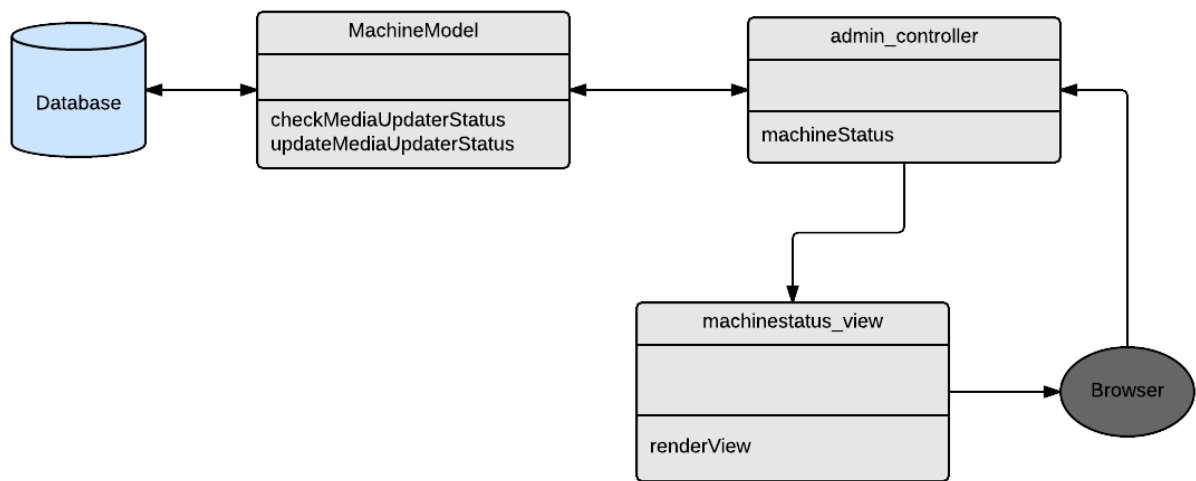 MachineModel
admin_controller
Database
checkMediaUpdaterStatus
updateMediaUpdaterStatus
machineStatus
machinestatus_view
Browser
renderView